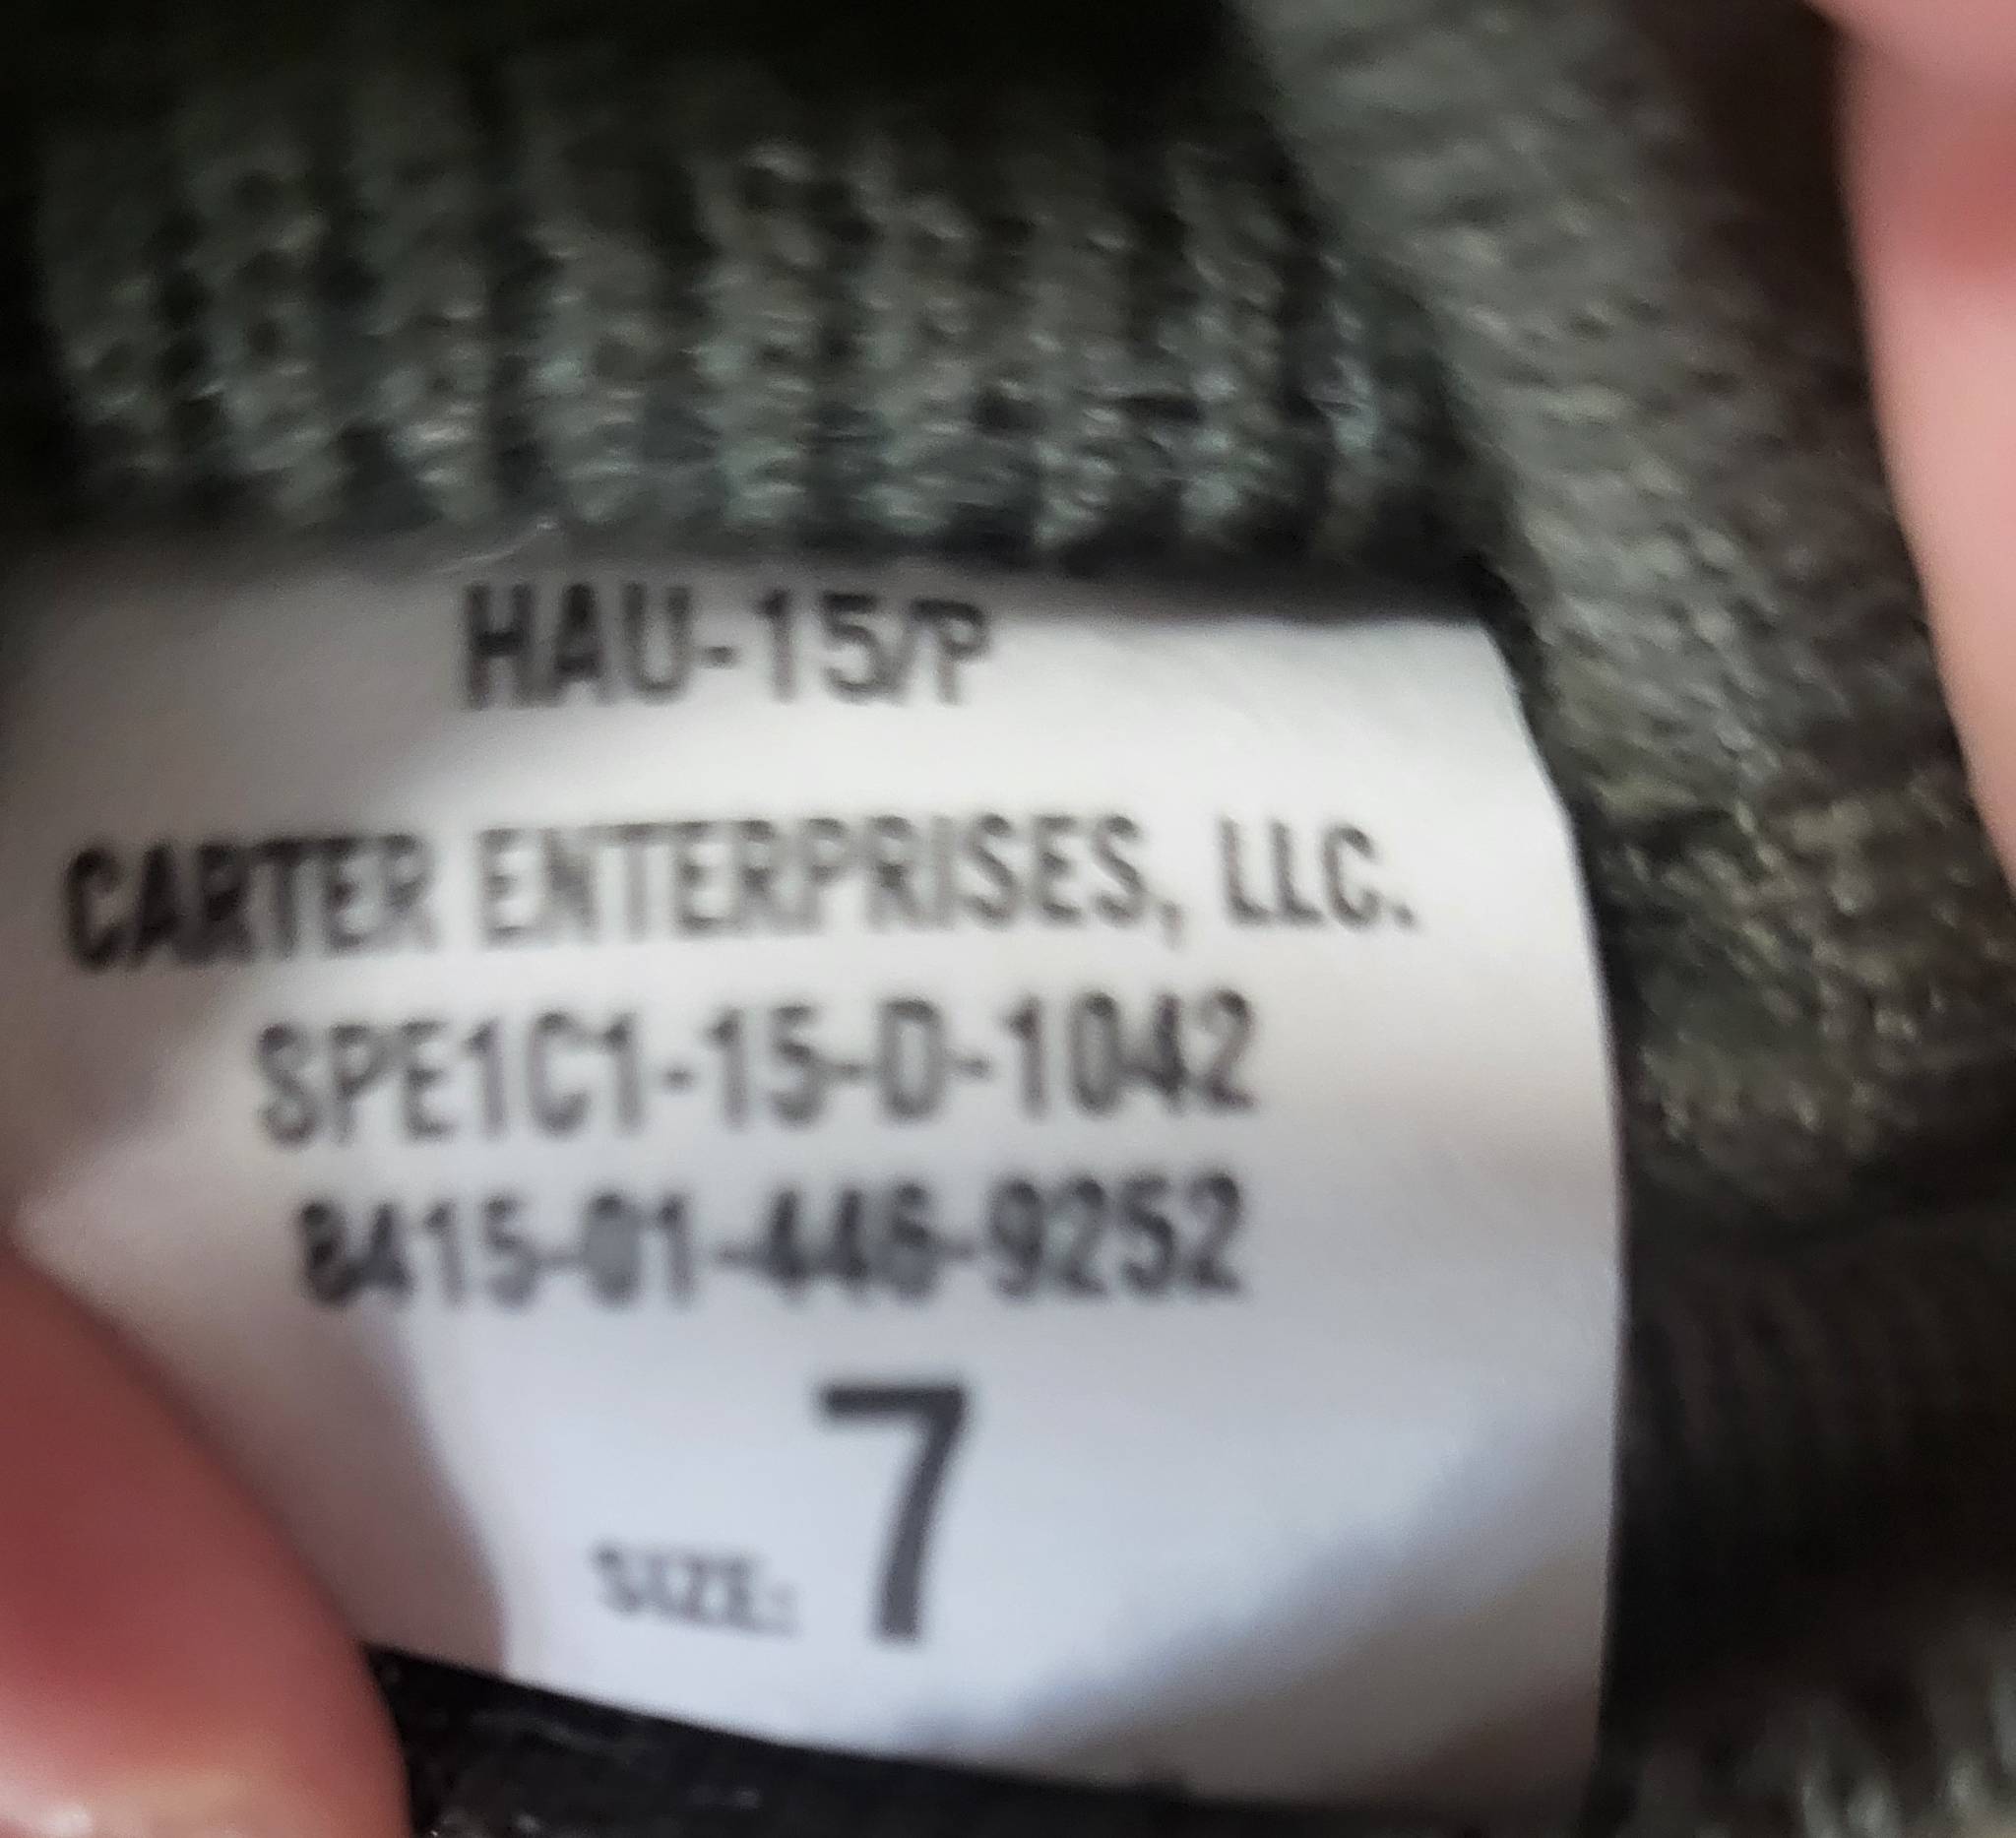 HAU-15/P
CARTER ENTERPRISES, LLC.
SPE1C1-15-D-1042
8415-01-446-9252
SIZE: 7